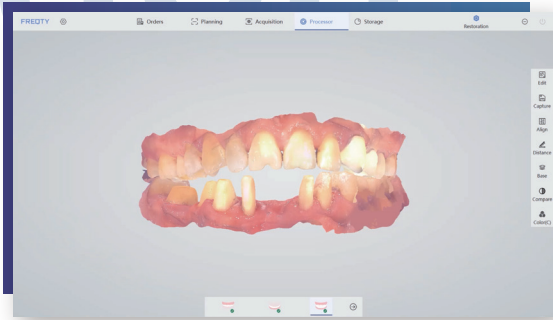 FREQTY Orders Planning Acquisition Processor Storage Restoration
Edit
Capture
Align
Distance
Base
Compare
Color(C)